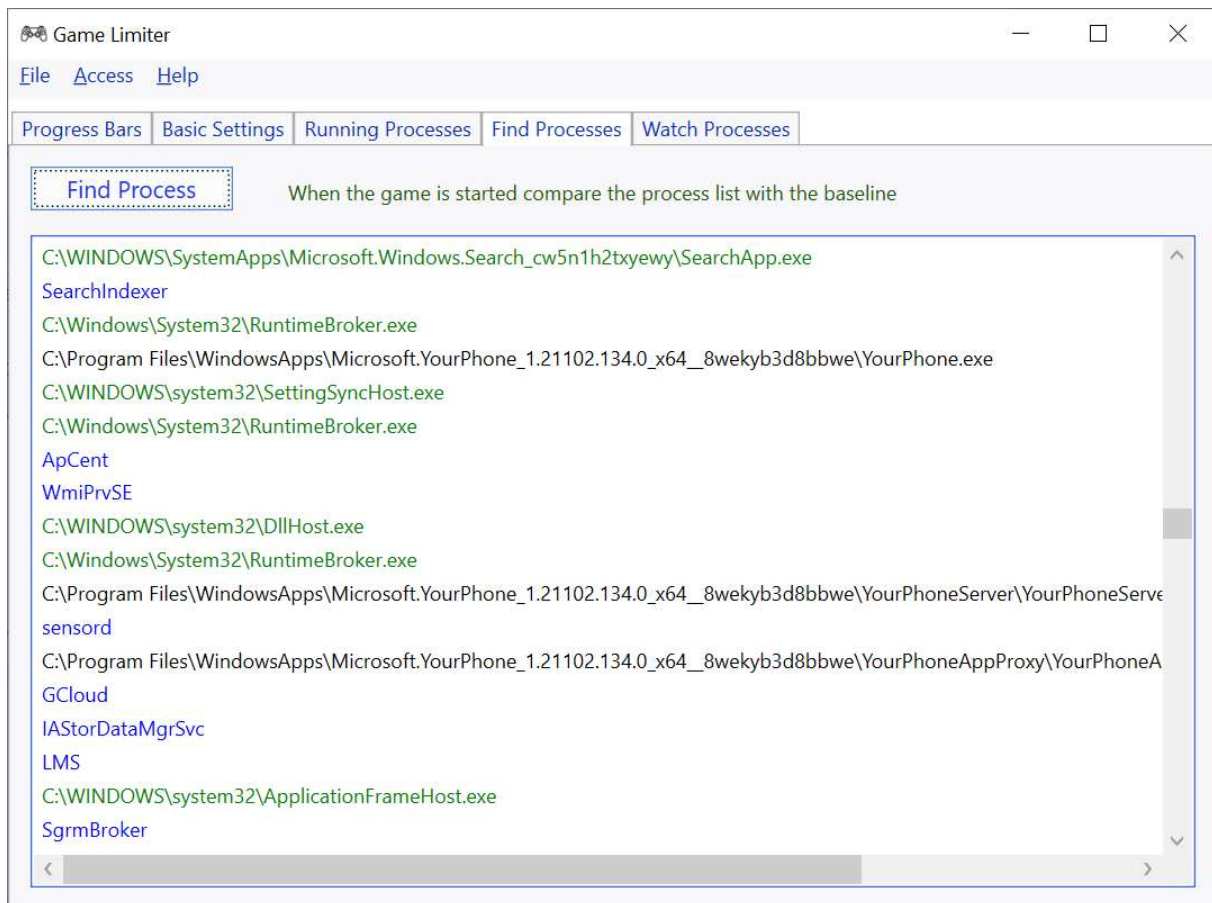 Game Limiter
File Access Help
Progress Bars Basic Settings Running Processes Find Processes Watch Processes
Find Process When the game is started compare the process list with the baseline
C:\WINDOWS\SystemApps\Microsoft.Windows.Search_cw5n1h2txyewy\SearchApp.exe
SearchIndexer
C:\Windows\System32\RuntimeBroker.exe
C:\Program Files\WindowsApps\Microsoft.YourPhone_1.21102.134.0_x64__8wekyb3d8bbwe\YourPhone.exe
C:\WINDOWS\system32\SettingSyncHost.exe
C:\Windows\System32\RuntimeBroker.exe
ApCent
WmiPrvSE
C:\WINDOWS\system32\DllHost.exe
C:\Windows\System32\RuntimeBroker.exe
C:\Program Files\WindowsApps\Microsoft.YourPhone_1.21102.134.0_x64__8wekyb3d8bbwe\YourPhoneServer\YourPhoneServe
sensord
C:\Program Files\WindowsApps\Microsoft.YourPhone_1.21102.134.0_x64__8wekyb3d8bbwe\YourPhoneAppProxy\YourPhoneA
GCloud
IAStorDataMgrSvc
LMS
C:\WINDOWS\system32\ApplicationFrameHost.exe
SgrmBroker